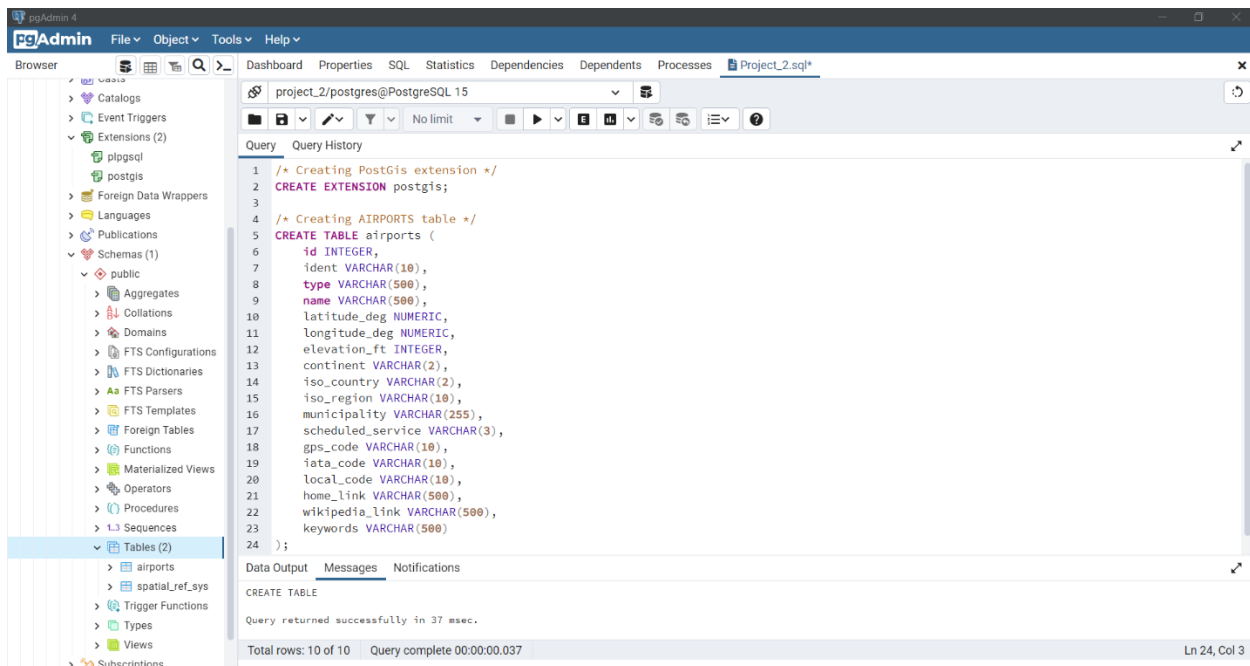 pgAdmin 4
pgAdmin File Object Tools Help
Browser
Dashboard Properties SQL Statistics Dependencies Dependents Processes Project_2.sql*
Casts
Catalogs
Event Triggers
Extensions (2)
plpgsql
postgis
Foreign Data Wrappers
Languages
Publications
Schemas (1)
public
Aggregates
Collations
Domains
FTS Configurations
FTS Dictionaries
Aa FTS Parsers
FTS Templates
Foreign Tables
Functions
Materialized Views
Operators
Procedures
1..3 Sequences
Tables (2)
airports
spatial_ref_sys
Trigger Functions
Types
Views
Subscriptions
project_2/postgres@PostgreSQL 15
No limit
E
Query Query History
1 /* Creating PostGis extension */
2 CREATE EXTENSION postgis;
3
4 /* Creating AIRPORTS table */
5 CREATE TABLE airports (
6 id INTEGER,
7 ident VARCHAR(10),
8 type VARCHAR(500),
9 name VARCHAR(500),
10 latitude_deg NUMERIC,
11 longitude_deg NUMERIC,
12 elevation_ft INTEGER,
13 continent VARCHAR(2),
14 iso_country VARCHAR(2),
15 iso_region VARCHAR(10),
16 municipality VARCHAR(255),
17 scheduled_service VARCHAR(3),
18 gps_code VARCHAR(10),
19 iata_code VARCHAR(10),
20 local_code VARCHAR(10),
21 home_link VARCHAR(500),
22 wikipedia_link VARCHAR(500),
23 keywords VARCHAR(500)
24 );
Data Output Messages Notifications
CREATE TABLE
Query returned successfully in 37 msec.
Total rows: 10 of 10 Query complete 00:00:00.037
Ln 24, Col 3